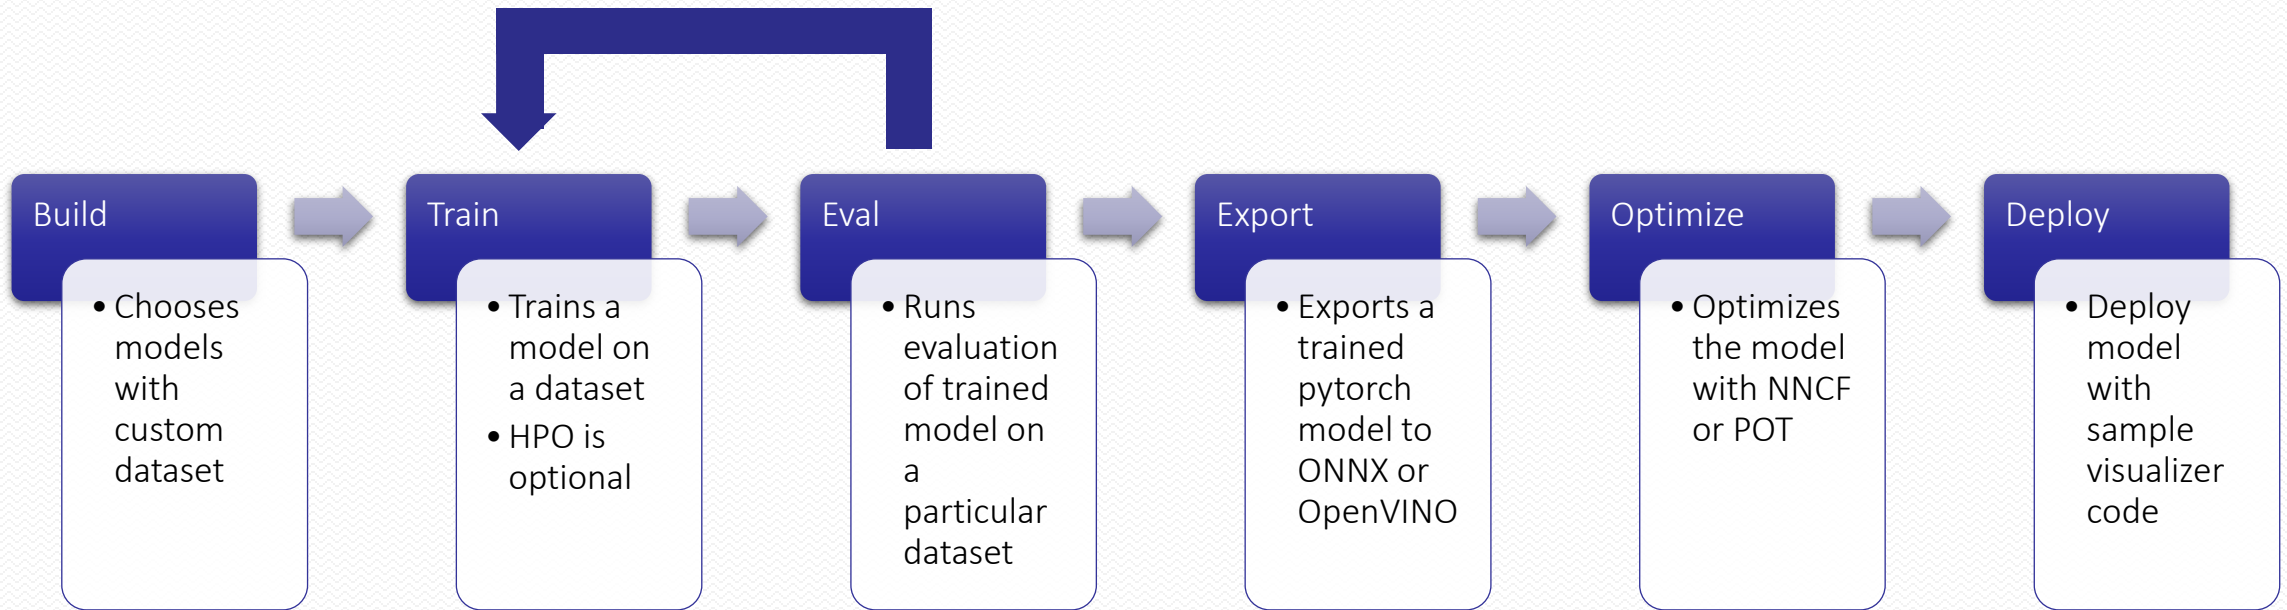 Build
• Chooses
models
with
custom
dataset
Train
• Trains a
model on
a dataset
• HPO is
optional
Eval
• Runs
evaluation
of trained
model on
a
particular
dataset
Export
• Exports a
trained
pytorch
model to
ONNX or
OpenVINO
Optimize
• Optimizes
the model
with NNCF
or POT
Deploy
• Deploy
model
with
sample
visualizer
code